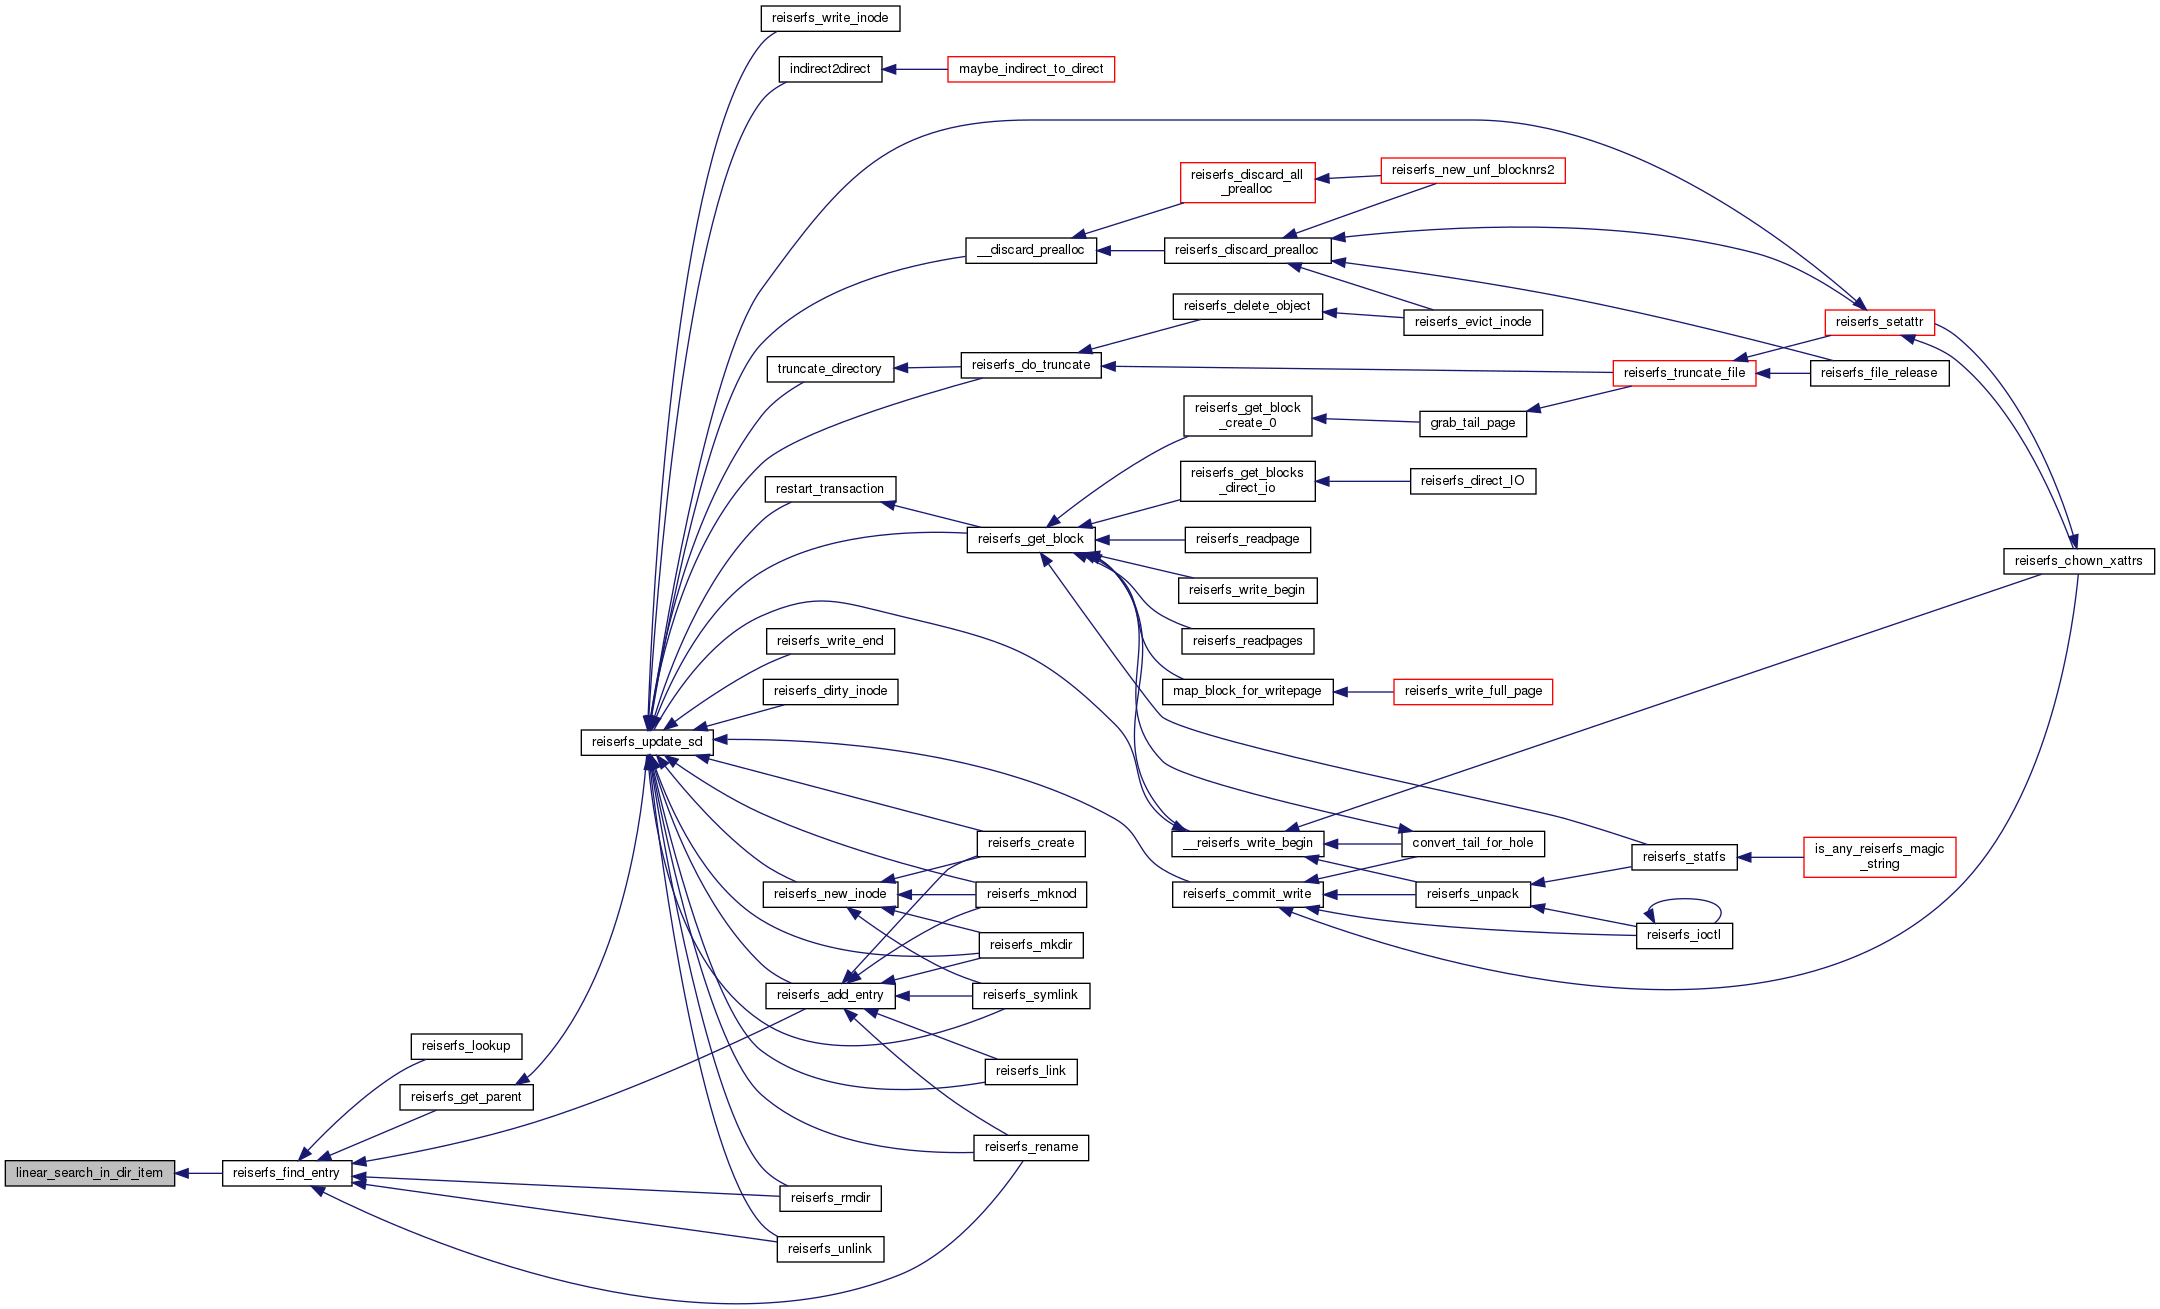 reiserfs_write_inode
indirect2direct
maybe_indirect_to_direct
reiserfs_discard_all
_prealloc
reiserfs_new_unf_blocknrs2
__discard_prealloc
reiserfs_discard_prealloc
reiserfs_delete_object
reiserfs_evict_inode
reiserfs_setattr
truncate_directory
reiserfs_do_truncate
reiserfs_truncate_file
reiserfs_file_release
reiserfs_get_block
_create_0
grab_tail_page
reiserfs_get_blocks
_direct_io
reiserfs_direct_IO
restart_transaction
reiserfs_get_block
reiserfs_readpage
reiserfs_chown_xattrs
reiserfs_write_begin
reiserfs_write_end
reiserfs_readpages
reiserfs_dirty_inode
map_block_for_writepage
reiserfs_write_full_page
reiserfs_update_sd
reiserfs_create
__reiserfs_write_begin
convert_tail_for_hole
reiserfs_statfs
is_any_reiserfs_magic
_string
reiserfs_new_inode
reiserfs_mknod
reiserfs_commit_write
reiserfs_unpack
reiserfs_mkdir
reiserfs_ioctl
reiserfs_add_entry
reiserfs_symlink
reiserfs_lookup
reiserfs_link
reiserfs_get_parent
reiserfs_rename
linear_search_in_dir_item
reiserfs_find_entry
reiserfs_rmdir
reiserfs_unlink